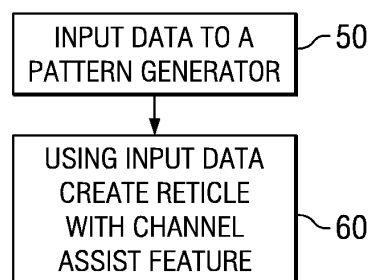 INPUT DATA TO A
PATTERN GENERATOR
50
USING INPUT DATA
CREATE RETICLE
WITH CHANNEL
ASSIST FEATURE
60